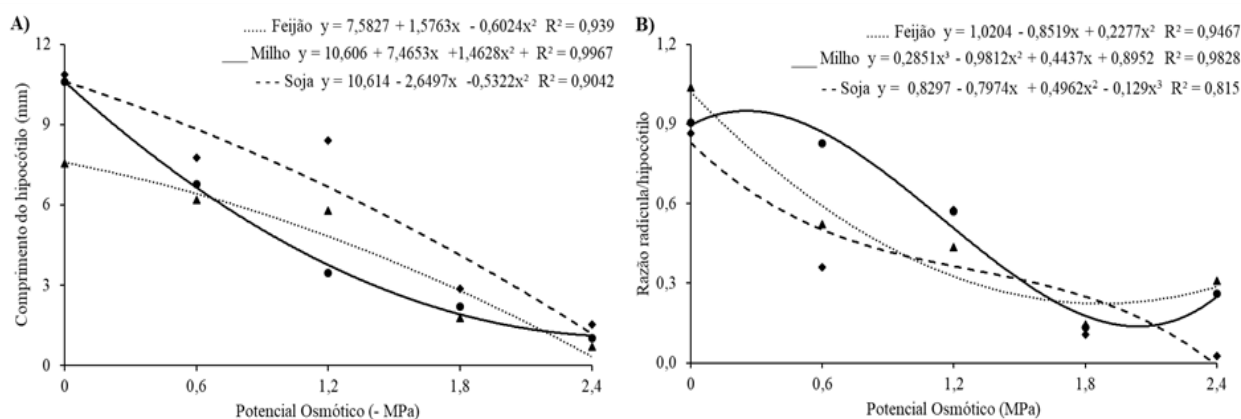 A)
Feijão y = 7,5827 + 1,5763x - 0,6024x² R² = 0,939
Milho y = 10,606 + 7,4653x +1,4628x² + R² = 0,9967
Soja y = 10,614 - 2,6497x -0,5322x² R² = 0,9042
12
9
6
3
0
Comprimento do hipocótilo (mm)
0 0,6 1,2 1,8 2,4
Potencial Osmótico (- MPa)
B)
Feijão y = 1,0204 - 0,8519x + 0,2277x² R² = 0,9467
Milho y = 0,2851x³ - 0,9812x² + 0,4437x + 0,8952 R² = 0,9828
Soja y = 0,8297 - 0,7974x + 0,4962x² - 0,129x³ R² = 0,815
1,2
0,9
0,6
0,3
0,0
Razão radícula/hipocótilo
0 0,6 1,2 1,8 2,4
Potencial Osmótico (MPa)